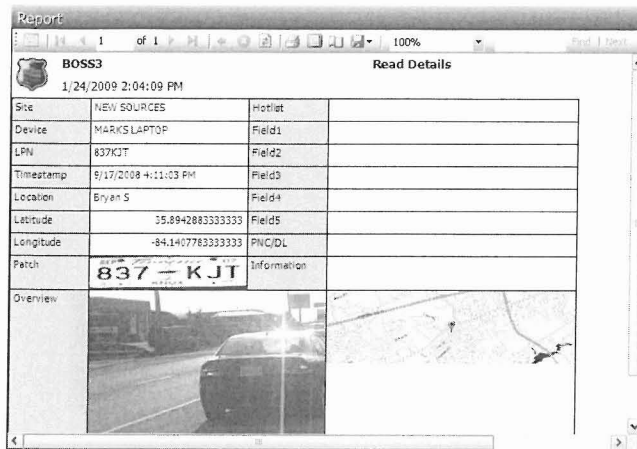 Report
1 of 1 100% Find | Next
BOSS3 Read Details
1/24/2009 2:04:09 PM
Site NEW SOURCES Hotlist
Device MARKS LAPTOP Field1
LPN 837KJT Field2
Timestamp 9/17/2008 4:11:03 PM Field3
Location Bryan S Field4
Latitude 35.8942883333333 Field5
Longitude -84.1407783333333 PNC/DL
Patch 837-KJT Information
Overview